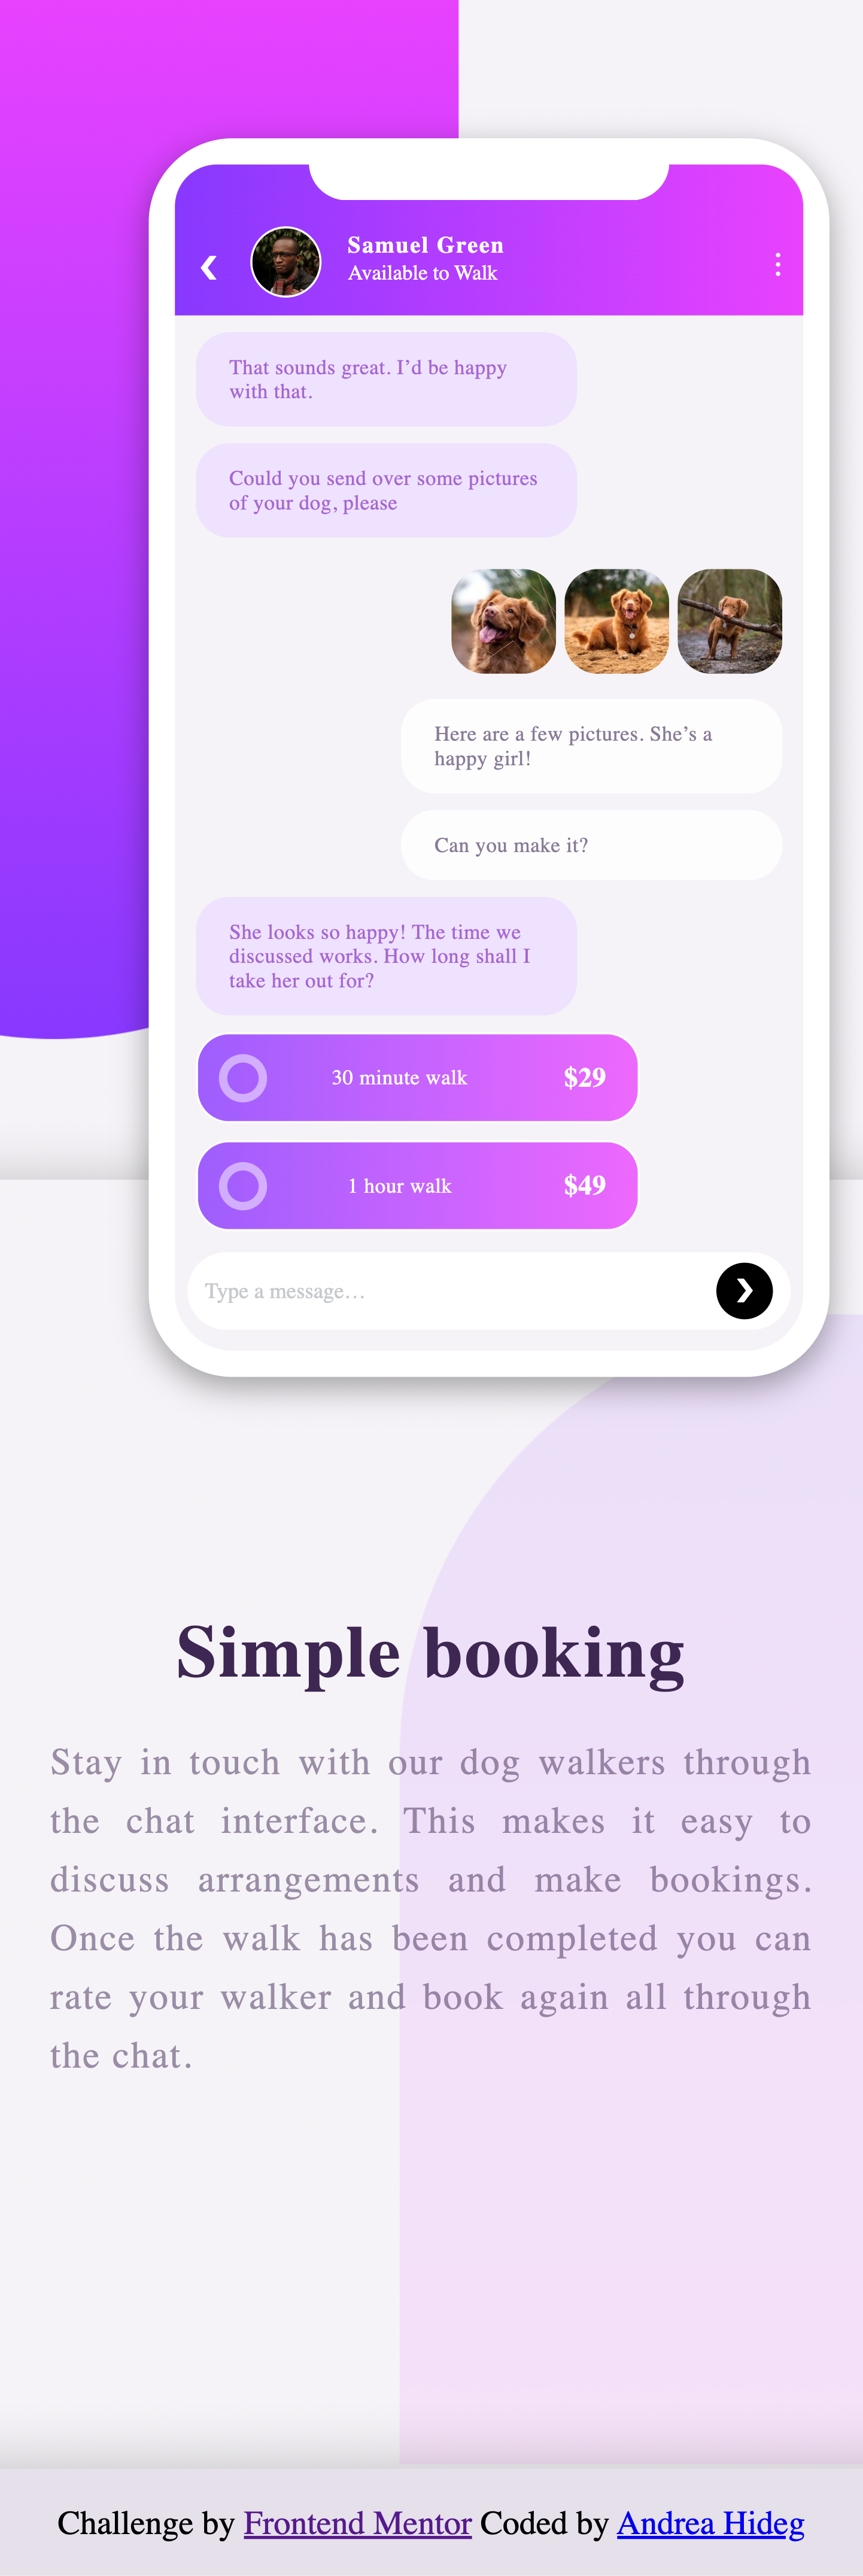 Samuel Green
Available to Walk
That sounds great. I’d be happy
with that.
Could you send over some pictures
of your dog, please
Here are a few pictures. She’s a
happy girl!
Can you make it?
She looks so happy! The time we
discussed works. How long shall I
take her out for?
30 minute walk $29
1 hour walk $49
Type a message…
Simple booking
Stay in touch with our dog walkers through
the chat interface. This makes it easy to
discuss arrangements and make bookings.
Once the walk has been completed you can
rate your walker and book again all through
the chat.
Challenge by Frontend Mentor Coded by Andrea Hideg